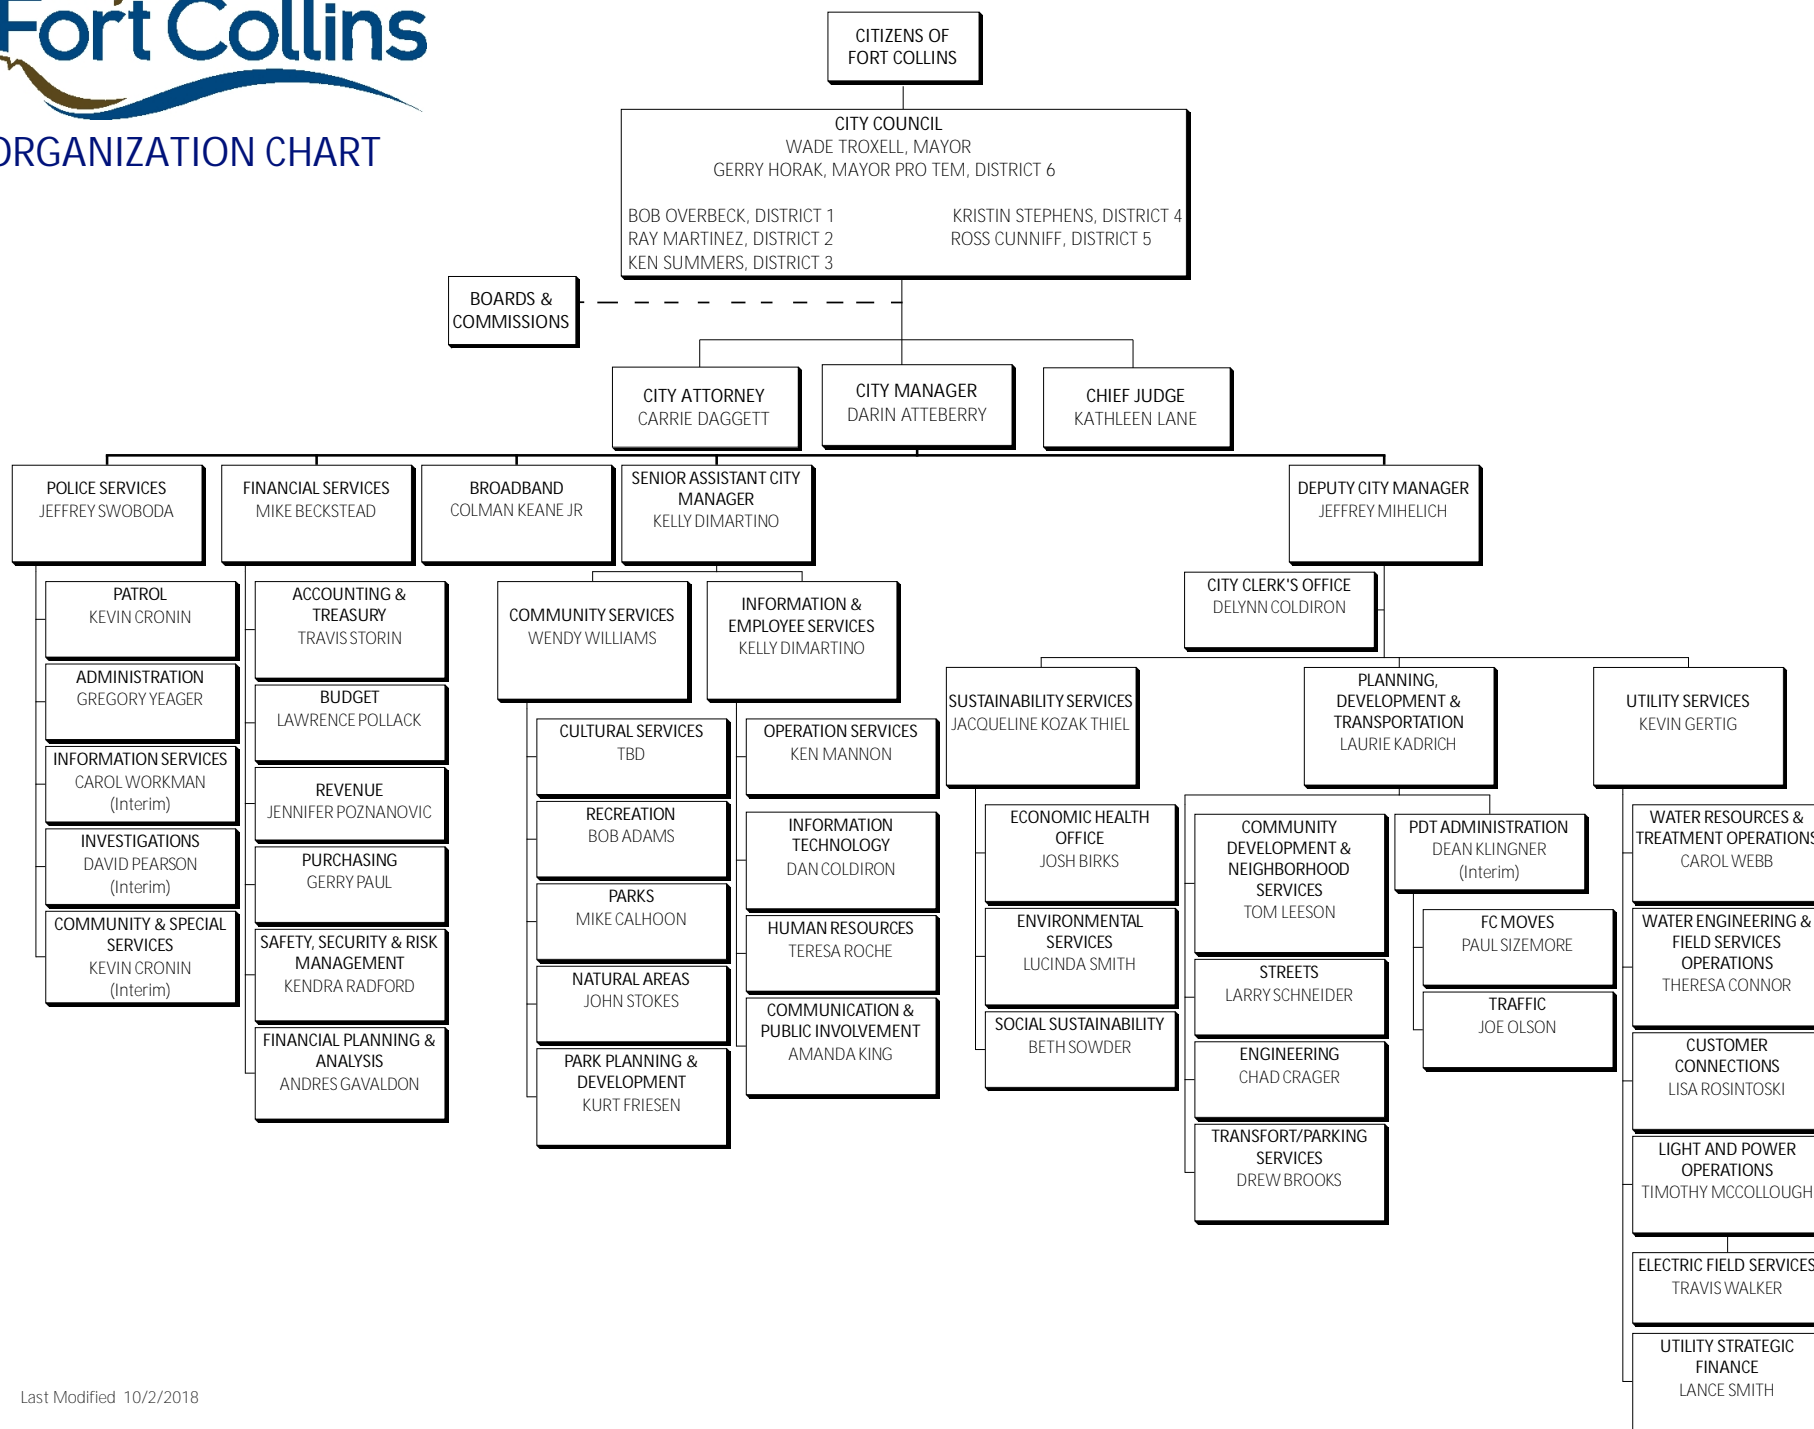 Fort Collins
ORGANIZATION CHART
CITIZENS OF
FORT COLLINS
CITY COUNCIL
WADE TROXELL, MAYOR
GERRY HORAK, MAYOR PRO TEM, DISTRICT 6
BOB OVERBECK, DISTRICT 1
RAY MARTINEZ, DISTRICT 2
KEN SUMMERS, DISTRICT 3
KRISTIN STEPHENS, DISTRICT 4
ROSS CUNNIFF, DISTRICT 5
BOARDS &
COMMISSIONS
CITY ATTORNEY
CARRIE DAGGETT
CITY MANAGER
DARIN ATTEBERRY
CHIEF JUDGE
KATHLEEN LANE
POLICE SERVICES
JEFFREY SWOBODA
FINANCIAL SERVICES
MIKE BECKSTEAD
BROADBAND
COLMAN KEANE JR
SENIOR ASSISTANT CITY
MANAGER
KELLY DIMARTINO
DEPUTY CITY MANAGER
JEFFREY MIHELICH
PATROL
KEVIN CRONIN
ADMINISTRATION
GREGORY YEAGER
INFORMATION SERVICES
CAROL WORKMAN
(Interim)
INVESTIGATIONS
DAVID PEARSON
(Interim)
COMMUNITY & SPECIAL
SERVICES
KEVIN CRONIN
(Interim)
ACCOUNTING &
TREASURY
TRAVIS STORIN
BUDGET
LAWRENCE POLLACK
REVENUE
JENNIFER POZNANOVIC
PURCHASING
GERRY PAUL
SAFETY, SECURITY & RISK
MANAGEMENT
KENDRA RADFORD
FINANCIAL PLANNING &
ANALYSIS
ANDRES GAVALDON
COMMUNITY SERVICES
WENDY WILLIAMS
CULTURAL SERVICES
TBD
RECREATION
BOB ADAMS
PARKS
MIKE CALHOON
NATURAL AREAS
JOHN STOKES
PARK PLANNING &
DEVELOPMENT
KURT FRIESEN
INFORMATION &
EMPLOYEE SERVICES
KELLY DIMARTINO
OPERATION SERVICES
KEN MANNON
INFORMATION
TECHNOLOGY
DAN COLDIRON
HUMAN RESOURCES
TERESA ROCHE
COMMUNICATION &
PUBLIC INVOLVEMENT
AMANDA KING
CITY CLERK'S OFFICE
DELYNN COLDIRON
SUSTAINABILITY SERVICES
JACQUELINE KOZAK THIEL
ECONOMIC HEALTH
OFFICE
JOSH BIRKS
ENVIRONMENTAL
SERVICES
LUCINDA SMITH
SOCIAL SUSTAINABILITY
BETH SOWDER
PLANNING,
DEVELOPMENT &
TRANSPORTATION
LAURIE KADRICH
COMMUNITY
DEVELOPMENT &
NEIGHBORHOOD
SERVICES
TOM LEESON
STREETS
LARRY SCHNEIDER
ENGINEERING
CHAD CRAGER
TRANSFORT/PARKING
SERVICES
DREW BROOKS
PDT ADMINISTRATION
DEAN KLINGNER
(Interim)
FC MOVES
PAUL SIZEMORE
TRAFFIC
JOE OLSON
UTILITY SERVICES
KEVIN GERTIG
WATER RESOURCES &
TREATMENT OPERATIONS
CAROL WEBB
WATER ENGINEERING &
FIELD SERVICES
OPERATIONS
THERESA CONNOR
CUSTOMER
CONNECTIONS
LISA ROSINTOSKI
LIGHT AND POWER
OPERATIONS
TIMOTHY MCCOLLOUGH
ELECTRIC FIELD SERVICES
TRAVIS WALKER
UTILITY STRATEGIC
FINANCE
LANCE SMITH
Last Modified 10/2/2018